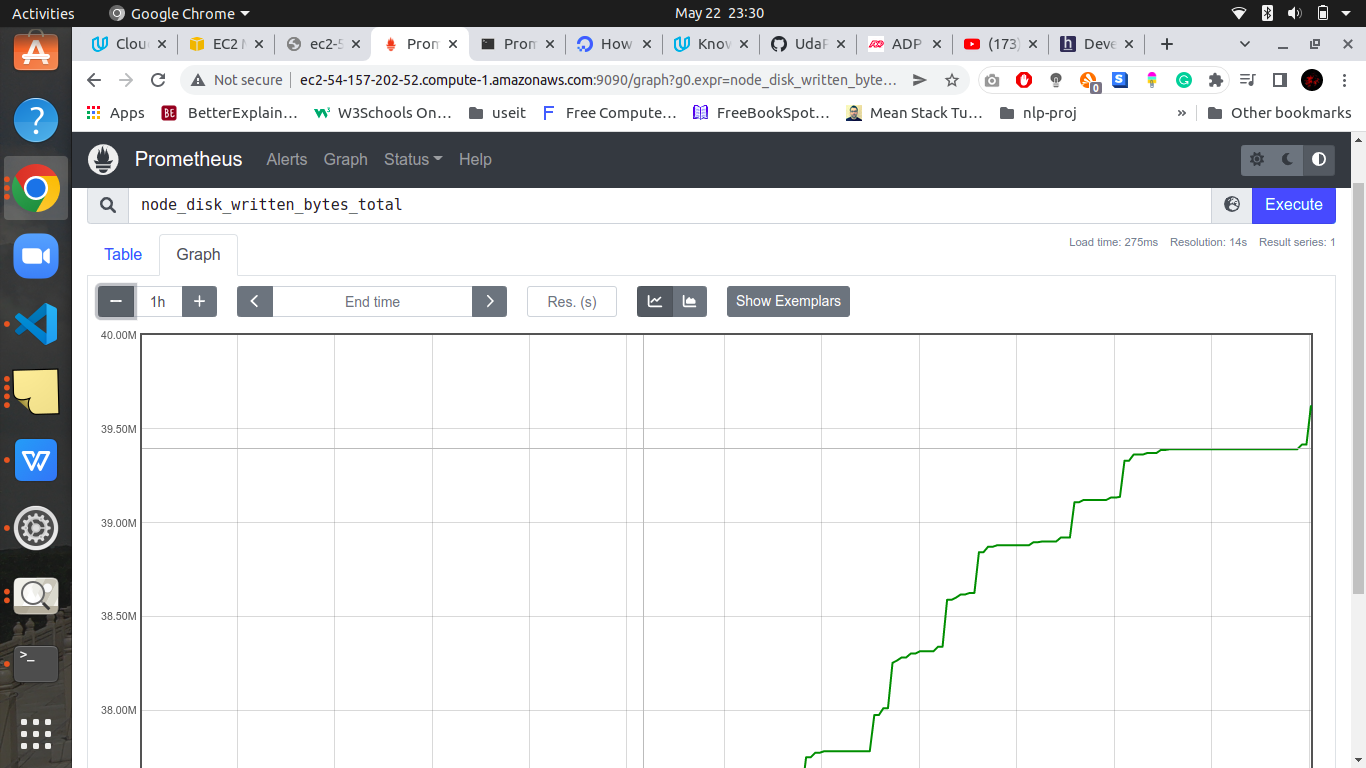 Activities Google Chrome May 22 23:30
Clou EC2 M ec2-5 Prom Prom How Know UdaP ADP (173) Deve
Not secure ec2-54-157-202-52.compute-1.amazonaws.com:9090/graph?g0.expr=node_disk_written_byte... 0
Apps BE BetterExplain... W3Schools On... useit F Free Compute... FreeBookSpot... Mean Stack Tu... nlp-proj » Other bookmarks
Prometheus Alerts Graph Status Help
node_disk_written_bytes_total Execute
Load time: 275ms Resolution: 14s Result series: 1
Table Graph
1h End time Res. (s) Show Exemplars
40.00M
39.50M
39.00M
38.50M
38.00M